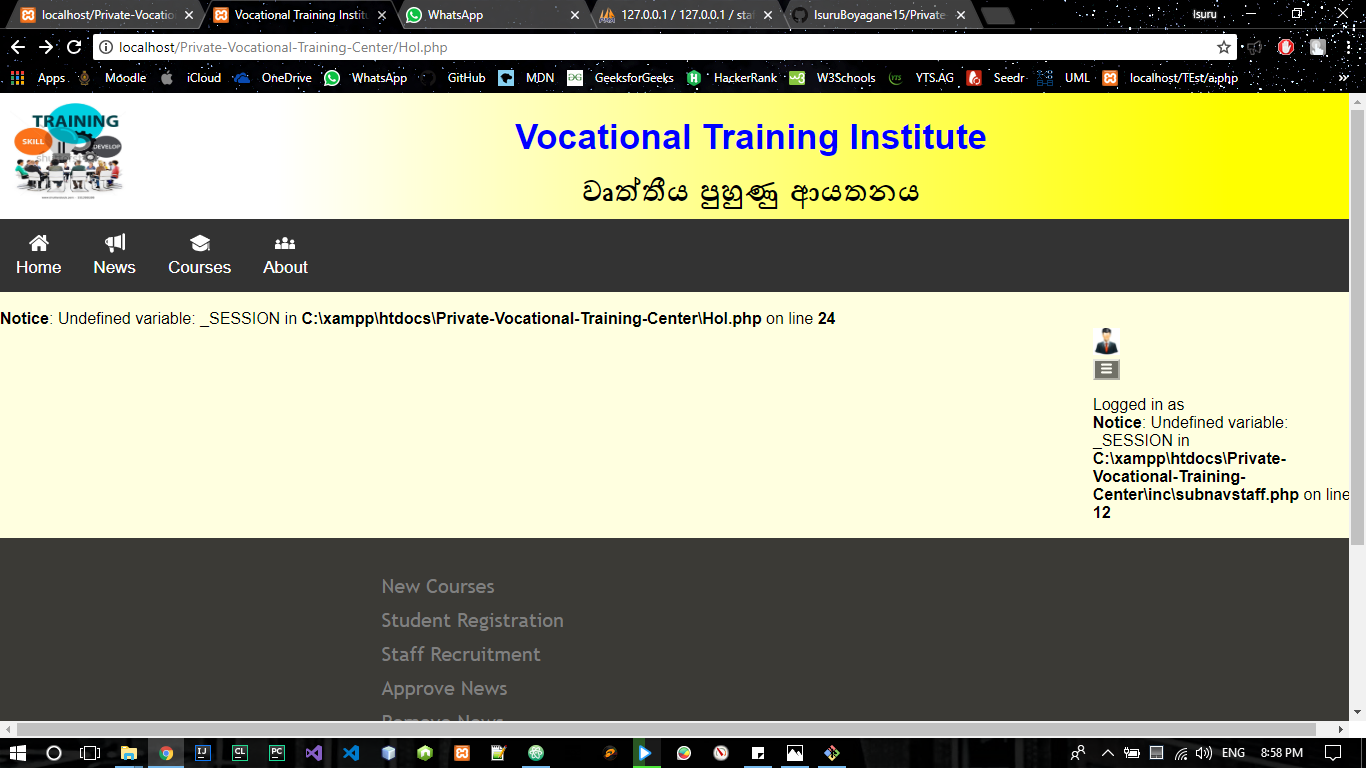 localhost/Private-Vocatio
Vocational Training Institu
WhatsApp
127.0.0.1 / 127.0.0.1 / sta
IsuruBoyagane15/Private
Isuru
localhost/Private-Vocational-Training-Center/Hol.php
Apps
Moodle
iCloud
OneDrive
WhatsApp
GitHub
MDN
GeeksforGeeks
HackerRank
W3Schools
YTS.AG
Seedr
UML
localhost/TEst/a.php
TRAINING
SKILL
DEVELOP
Vocational Training Institute
වෘත්තීය පුහුණු ආයතනය
Home
News
Courses
About
Notice: Undefined variable: _SESSION in C:\xampp\htdocs\Private-Vocational-Training-Center\Hol.php on line 24
Logged in as
Notice: Undefined variable:
_SESSION in
C:\xampp\htdocs\Private-
Vocational-Training-
Center\inc\subnavstaff.php on line
12
New Courses
Student Registration
Staff Recruitment
Approve News
Remove News
ENG
8:58 PM